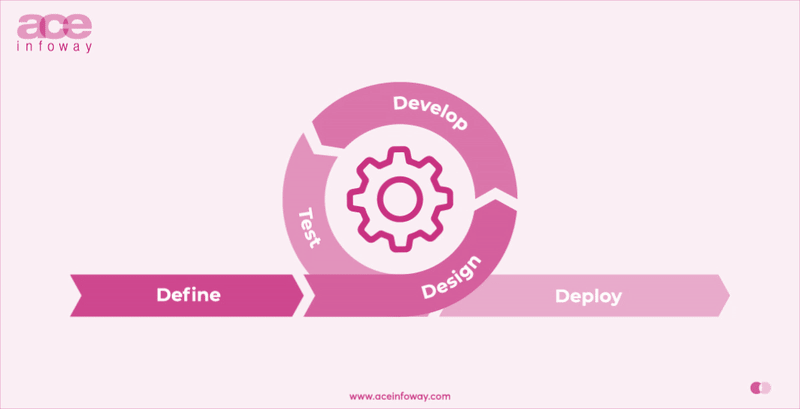 ace
infoway
Develop
Test
Design
Define
Deploy
www.aceinfoway.com